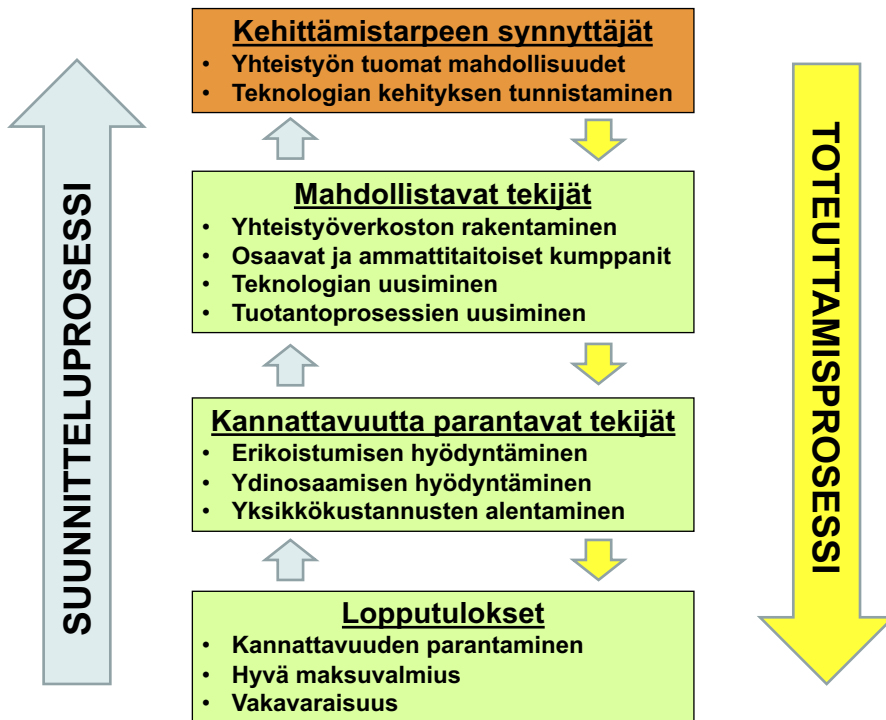 Kehittämistarpeen synnyttäjät
• Yhteistyön tuomat mahdollisuudet
• Teknologian kehityksen tunnistaminen
SUUNNITTELUPROSESSI
TOTEUTTAMISPROSESSI
Mahdollistavat tekijät
• Yhteistyöverkoston rakentaminen
• Osaavat ja ammattitaitoiset kumppanit
• Teknologian uusiminen
• Tuotantoprosessien uusiminen
Kannattavuutta parantavat tekijät
• Erikoistumisen hyödyntäminen
• Ydinosaamisen hyödyntäminen
• Yksikkökustannusten alentaminen
Lopputulokset
• Kannattavuuden parantaminen
• Hyvä maksuvalmius
• Vakavaraisuus